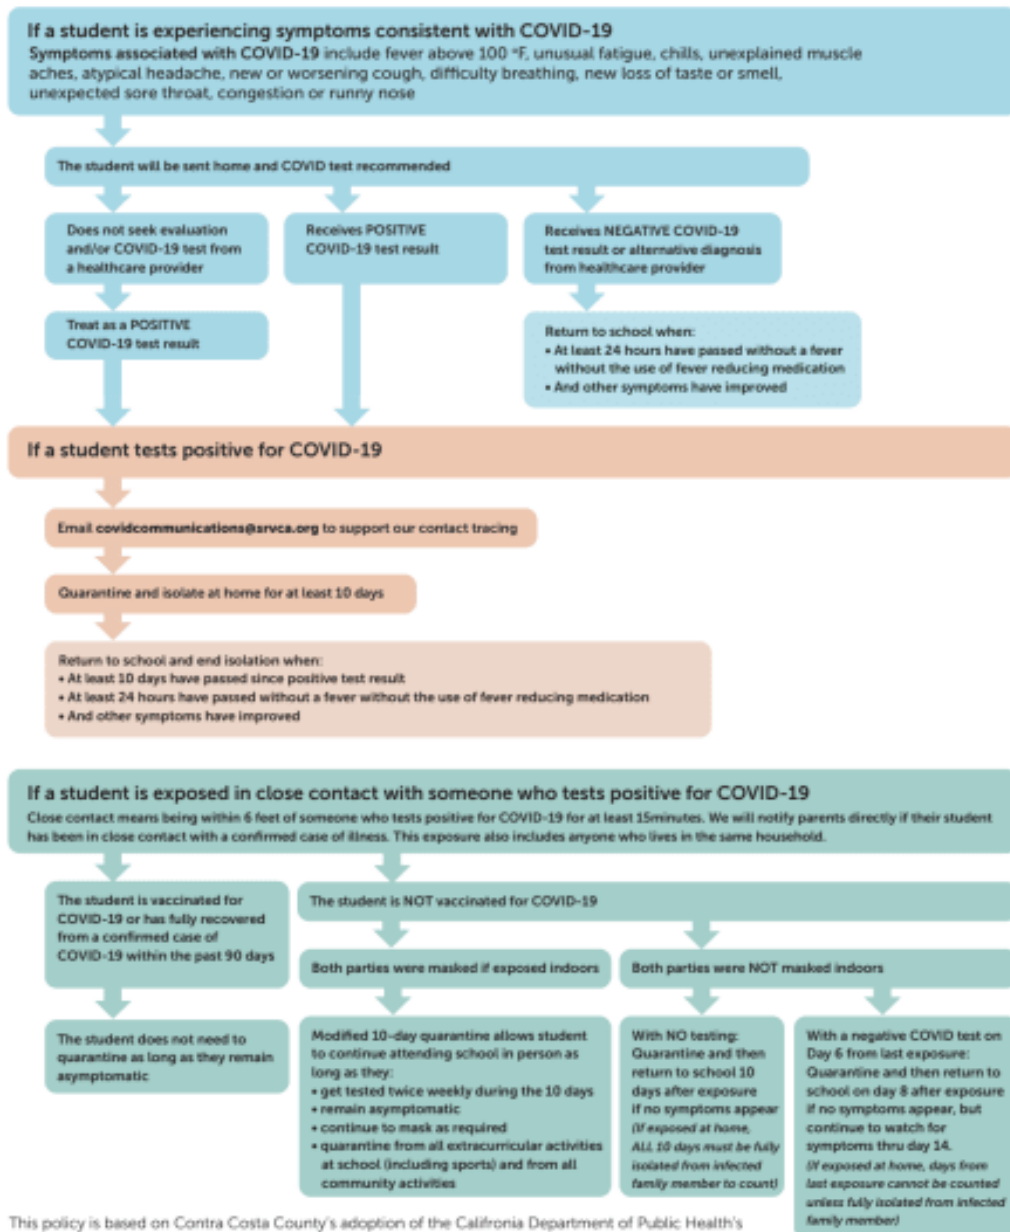 If a student is experiencing symptoms consistent with COVID-19
Symptoms associated with COVID-19 include fever above 100 °F, unusual fatigue, chills, unexplained muscle
aches, atypical headache, new or worsening cough, difficulty breathing, new loss of taste or smell,
unexpected sore throat, congestion or runny nose
The student will be sent home and COVID test recommended
Does not seek evaluation
and/or COVID-19 test from
a healthcare provider
Receives POSITIVE
COVID-19 test result
Receives NEGATIVE COVID-19
test result or alternative diagnosis
from healthcare provider
Treat as a POSITIVE
COVID-19 test result
Return to school when:
• At least 24 hours have passed without a fever
without the use of fever reducing medication
• And other symptoms have improved
If a student tests positive for COVID-19
Email covidcommunications@srvca.org to support our contact tracing
Quarantine and isolate at home for at least 10 days
Return to school and end isolation when:
• At least 10 days have passed since positive test result
• At least 24 hours have passed without a fever without the use of fever reducing medication
• And other symptoms have improved
If a student is exposed in close contact with someone who tests positive for COVID-19
Close contact means being within 6 feet of someone who tests positive for COVID-19 for at least 15minutes. We will notify parents directly if their student
has been in close contact with a confirmed case of illness. This exposure also includes anyone who lives in the same household.
The student is vaccinated for
COVID-19 or has fully recovered
from a confirmed case of
COVID-19 within the past 90 days
The student does not need to
quarantine as long as they remain
asymptomatic
The student is NOT vaccinated for COVID-19
Both parties were masked if exposed indoors
Modified 10-day quarantine allows student
to continue attending school in person as
long as they:
• get tested twice weekly during the 10 days
• remain asymptomatic
• continue to mask as required
• quarantine from all extracurricular activities
at school (including sports) and from all
community activities
Both parties were NOT masked indoors
With NO testing:
Quarantine and then
return to school 10
days after exposure
if no symptoms appear
(If exposed at home,
ALL 10 days must be fully
isolated from infected
family member to count)
With a negative COVID test on
Day 6 from last exposure:
Quarantine and then return to
school on day 8 after exposure
if no symptoms appear, but
continue to watch for
symptoms thru day 14.
(If exposed at home, days from
last exposure cannot be counted
unless fully isolated from infected
family member)
This policy is based on Contra Costa County's adoption of the Califronia Department of Public Health's